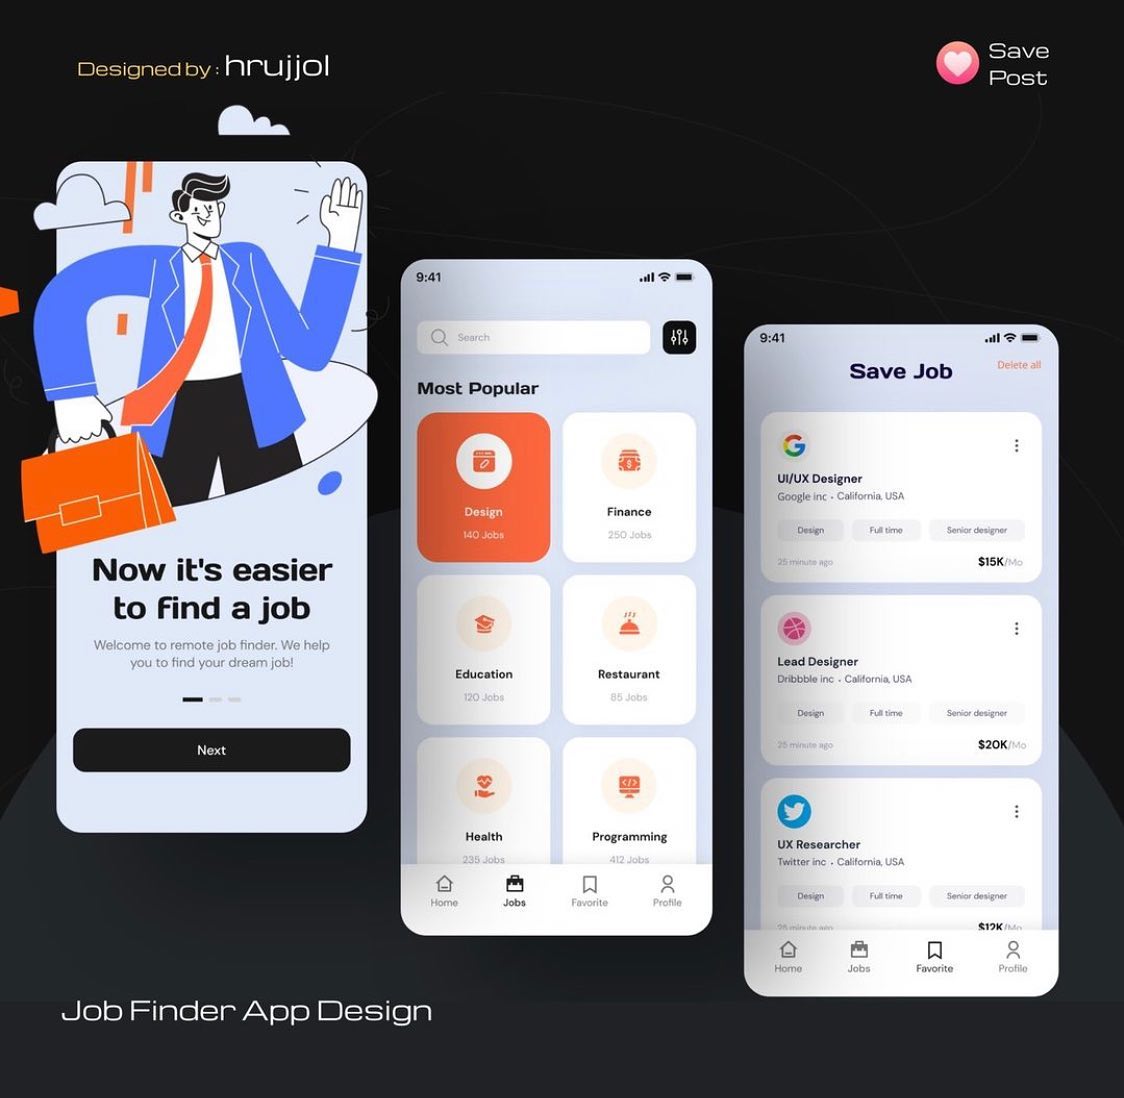 Designed by : hrujjol
Save
Post
Now it's easier
to find a job
Welcome to remote job finder. We help
you to find your dream job!
Next
9:41
Search
Most Popular
Design
140 Jobs
Finance
250 Jobs
Education
120 Jobs
Restaurant
85 Jobs
Health
235 Jobs
Programming
412 Jobs
Home
Jobs
Favorite
Profile
9:41
Save Job
Delete all
UI/UX Designer
Google inc • California, USA
Design
Full time
Senior designer
25 minute ago
$15K/Mo
Lead Designer
Dribbble inc • California, USA
Design
Full time
Senior designer
25 minute ago
$20K/Mo
UX Researcher
Twitter inc • California, USA
Design
Full time
Senior designer
25 minute ago
$12K/Mo
Home
Jobs
Favorite
Profile
Job Finder App Design